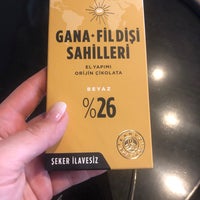 GANA • FİLDİŞİ
SAHİLLERİ
EL YAPIMI
ORİJİN ÇİKOLATA
BEYAZ
%26
ŞEKER İLAVESİZ